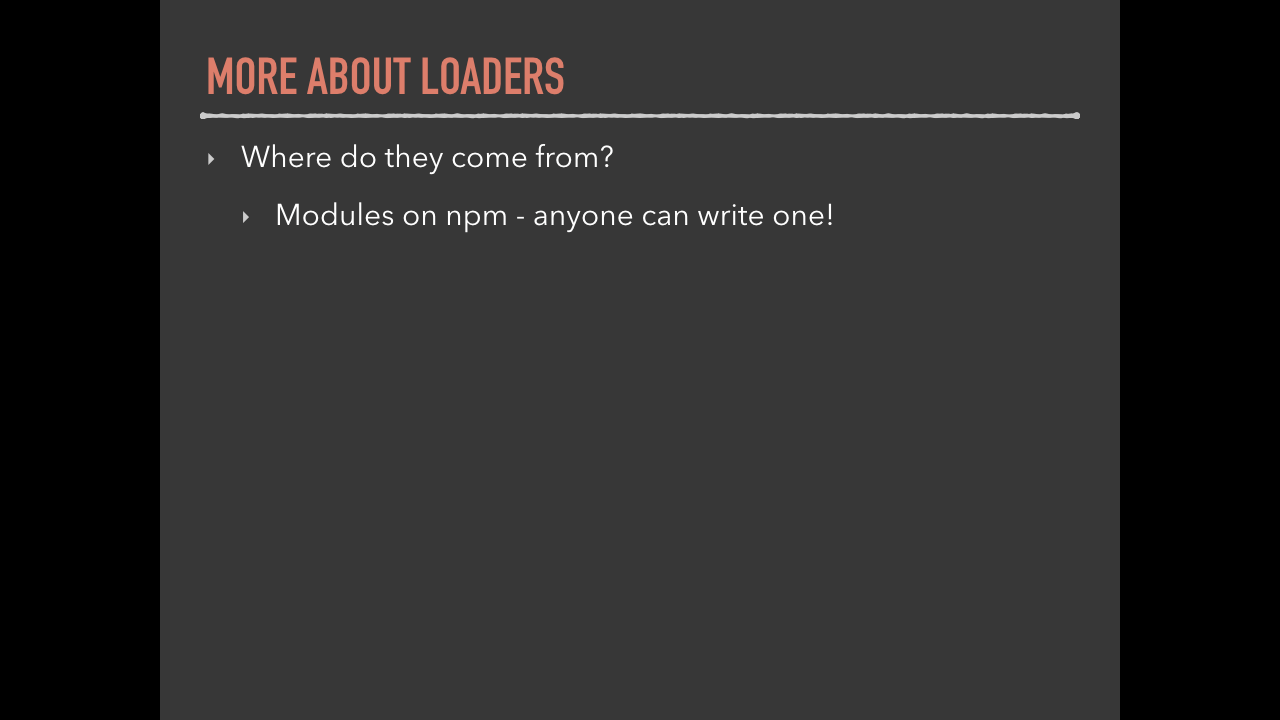 MORE ABOUT LOADERS
Where do they come from?
Modules on npm - anyone can write one!